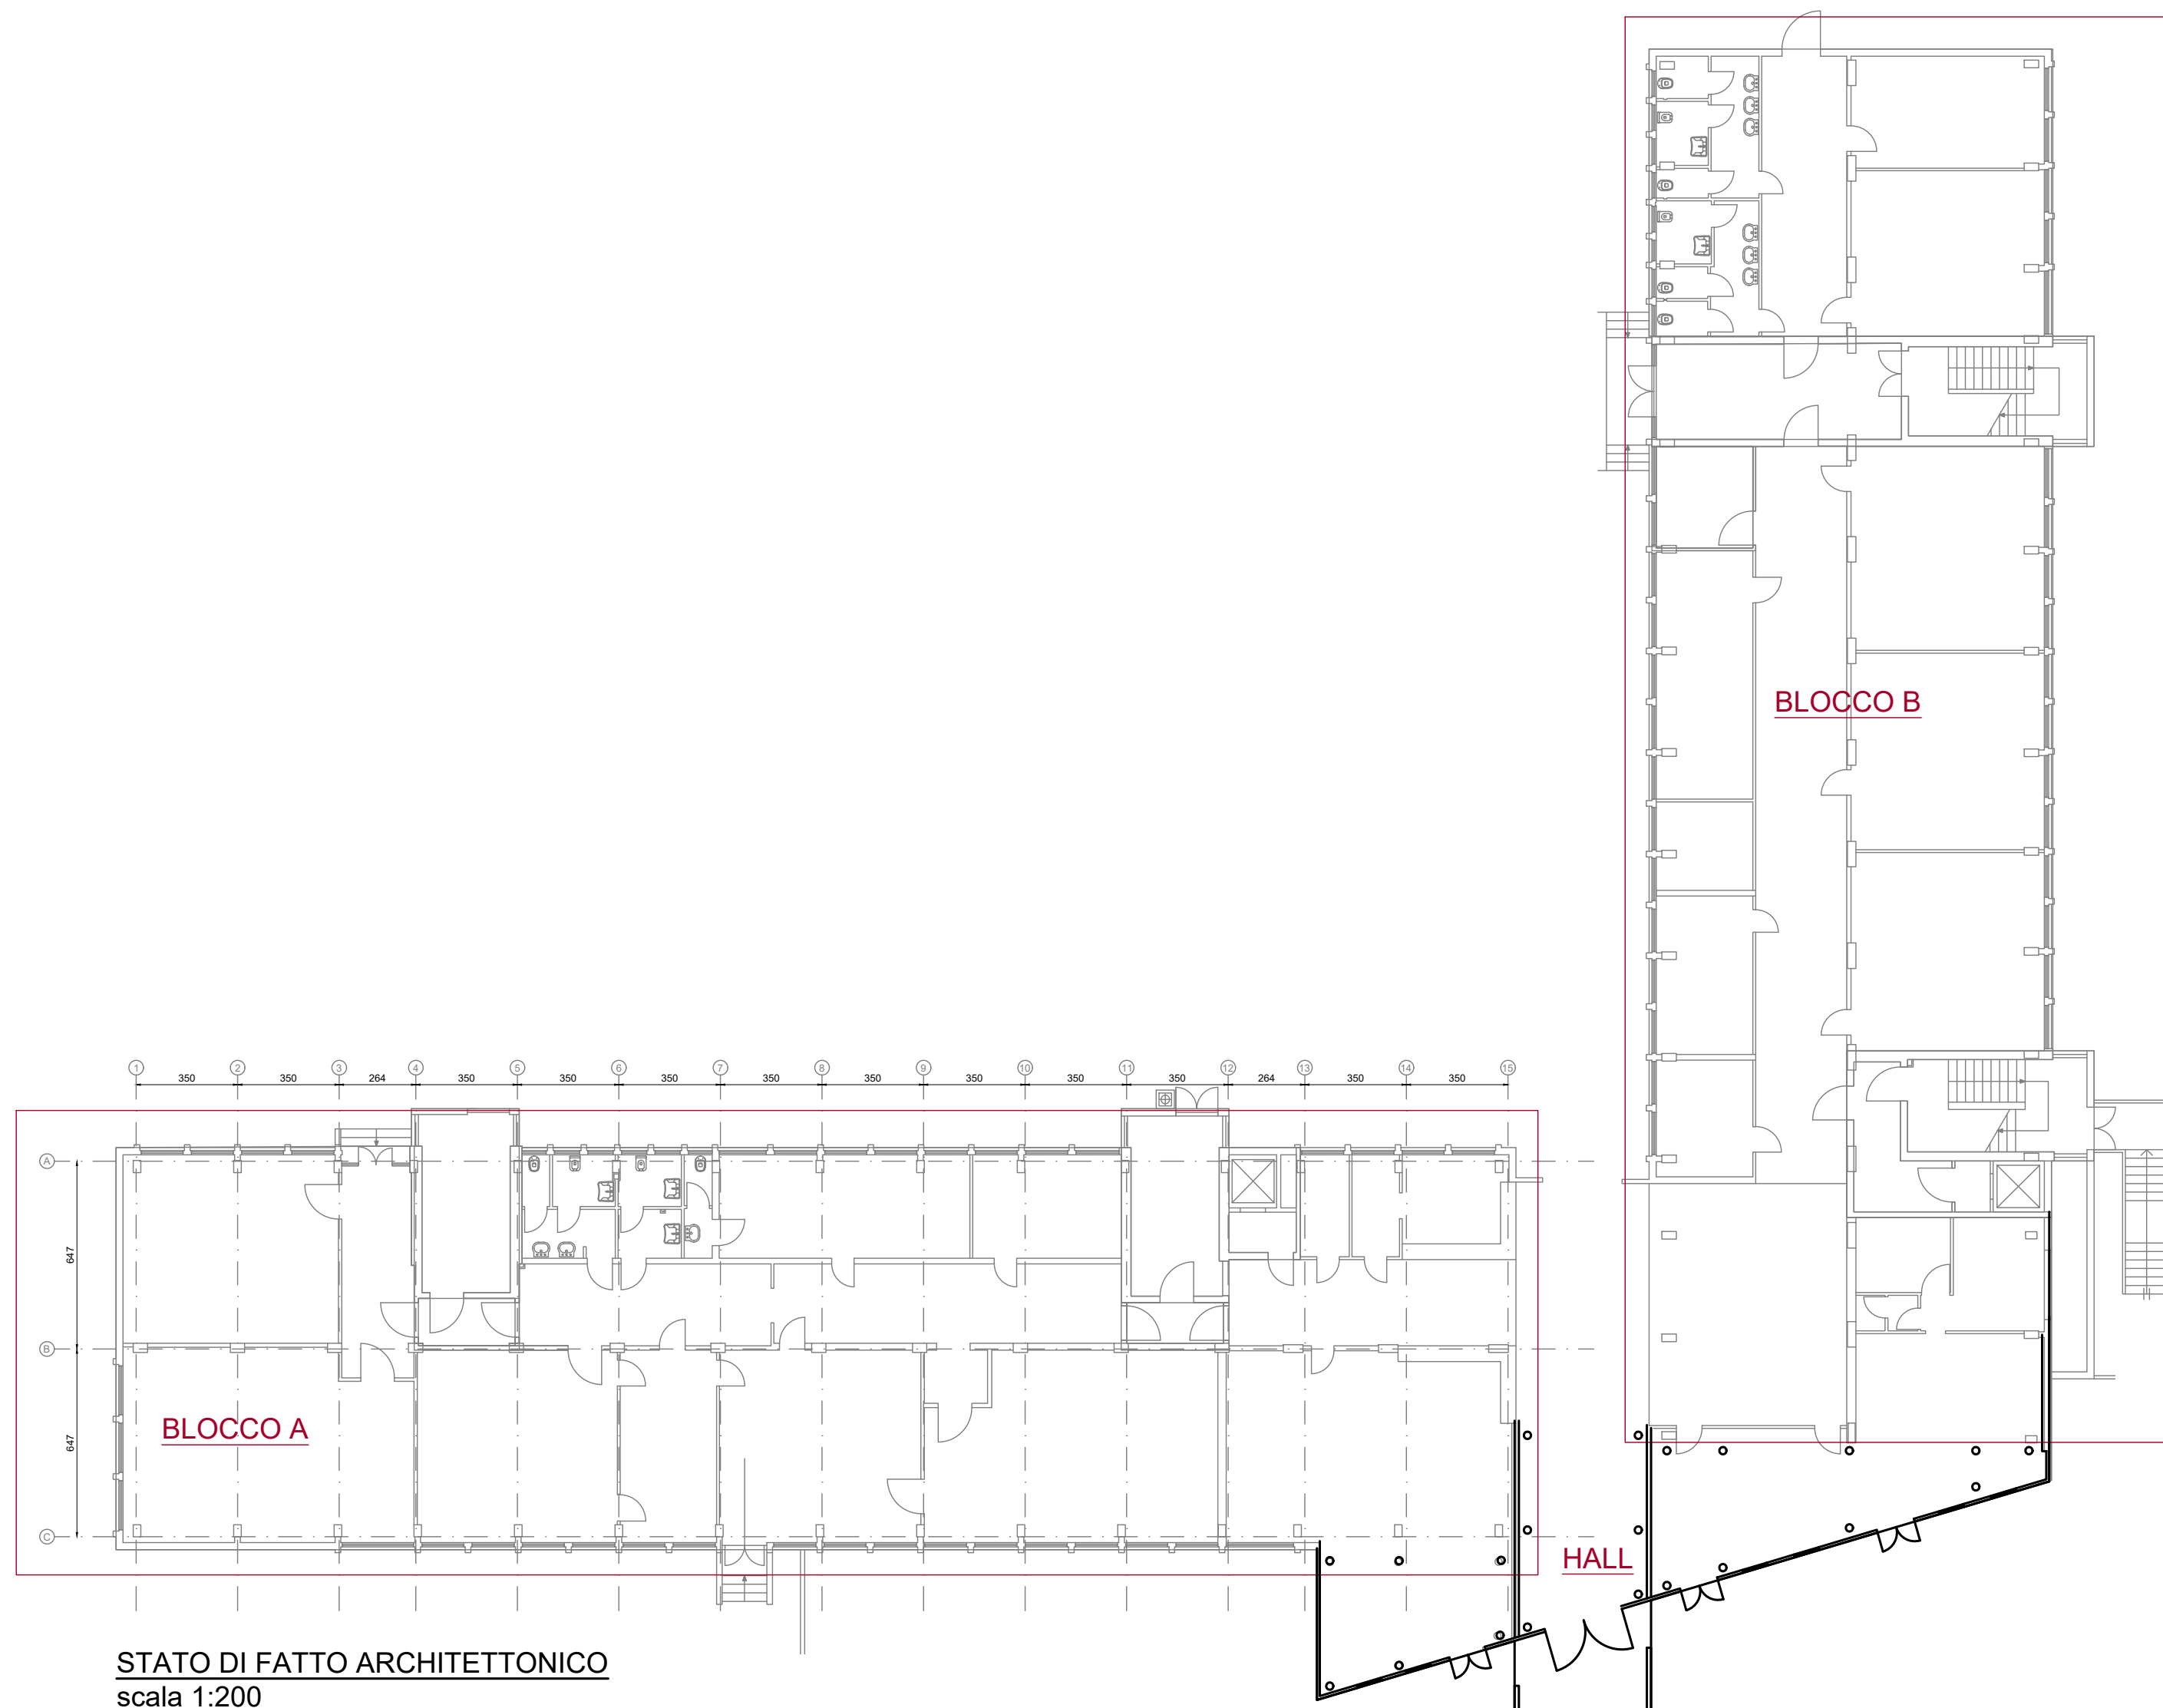 BLOCCO B
1 2 3 4 5 6 7 8 9 10 11 12 13 14 15
350 350 264 350 350 350 350 350 350 350 350 264 350 350
A
647
B
647
BLOCCO A
C
HALL
STATO DI FATTO ARCHITETTONICO
scala 1:200